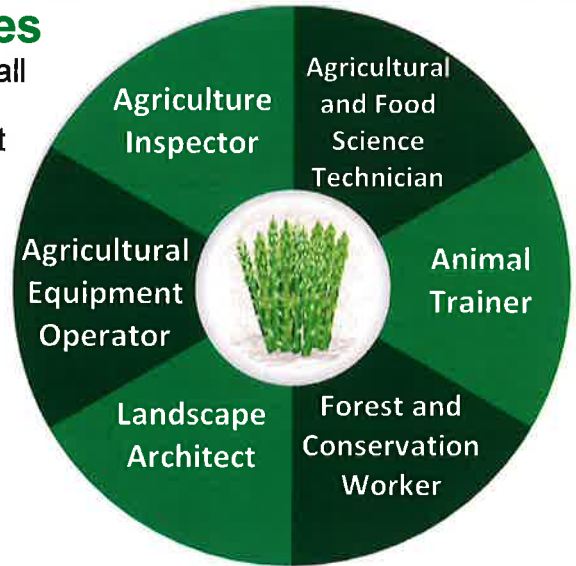 es
all
t
Agriculture
Inspector
Agricultural
and Food
Science
Technician
Animal
Trainer
Forest and
Conservation
Worker
Landscape
Architect
Agricultural
Equipment
Operator